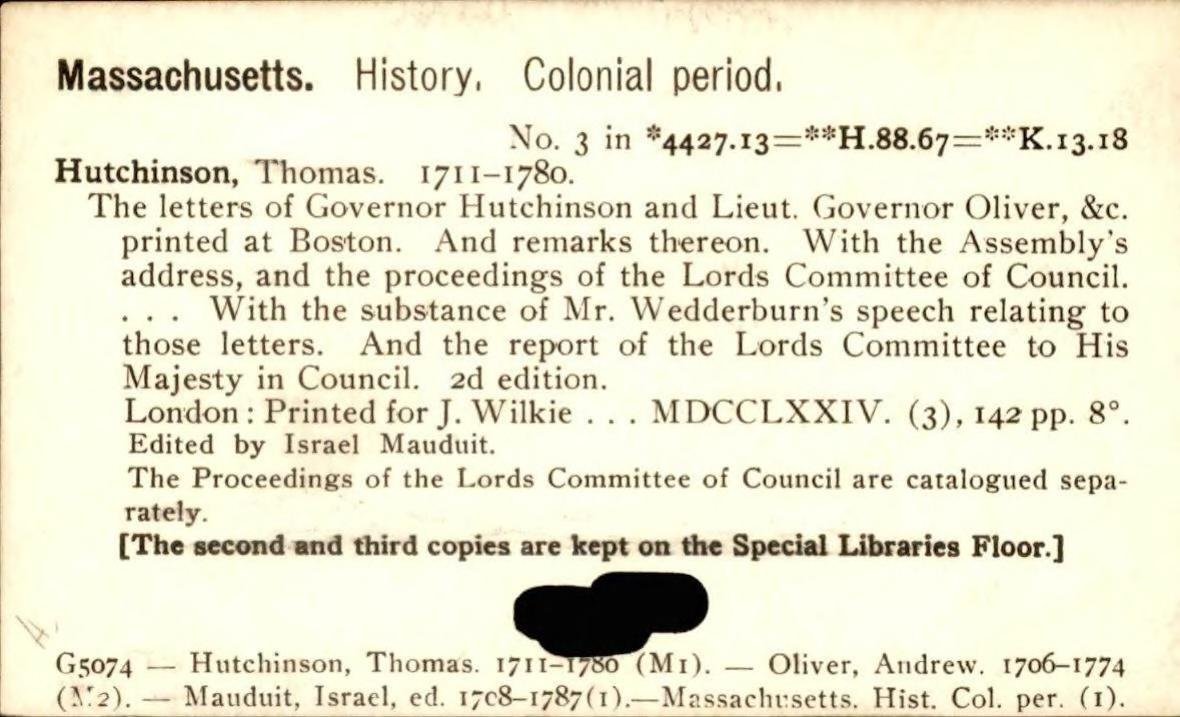 Massachusetts. History. Colonial period.
No. 3 in *4427.13=**H.88.67=**K.13.18
Hutchinson, Thomas. 1711–1780.
The letters of Governor Hutchinson and Lieut. Governor Oliver, &c.
printed at Boston. And remarks thereon. With the Assembly's
address, and the proceedings of the Lords Committee of Council.
. . . With the substance of Mr. Wedderburn's speech relating to
those letters. And the report of the Lords Committee to His
Majesty in Council. 2d edition.
London : Printed for J. Wilkie . . . MDCCLXXIV. (3), 142 pp. 8°.
Edited by Israel Mauduit.
The Proceedings of the Lords Committee of Council are catalogued sepa-
rately.
[The second and third copies are kept on the Special Libraries Floor.]
4.
G5074 — Hutchinson, Thomas. 1711–1780 (M1). — Oliver, Andrew. 1706–1774
(M2). — Mauduit, Israel, ed. 1708–1787(1).—Massachusetts. Hist. Col. per. (1).